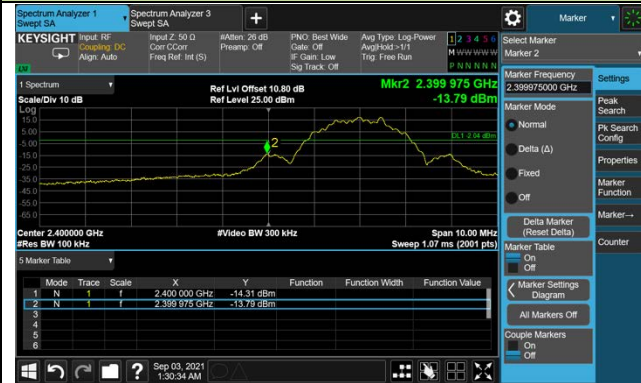 Spectrum Analyzer 1
Swept SA
Spectrum Analyzer 3
Swept SA
+
KEYSIGHT
Input: RF
Coupling: DC
Align: Auto
Input Z: 50 Ω
Corr CCorr
Freq Ref: Int (S)
#Atten: 26 dB
Preamp: Off
PNO: Best Wide
Gate: Off
IF Gain: Low
Sig Track: Off
Avg Type: Log-Power
Avg|Hold:>1/1
Trig: Free Run
1 2 3 4 5 6
M W W W W W
P N N N N N
1 Spectrum
Scale/Div 10 dB
Ref Lvl Offset 10.80 dB
Ref Level 25.00 dBm
Mkr2 2.399 975 GHz
-13.79 dBm
Log
15.0
5.00
-5.00
-15.0
-25.0
-35.0
-45.0
-55.0
-65.0
2
DL1 -2.04 dBm
Center 2.400000 GHz
#Res BW 100 kHz
#Video BW 300 kHz
Span 10.00 MHz
Sweep 1.07 ms (2001 pts)
5 Marker Table
Mode Trace Scale X Y Function Function Width Function Value
1 N 1 f 2.400 000 GHz -14.31 dBm
2 N 1 f 2.399 975 GHz -13.79 dBm
3
4
5
6
?
Sep 03, 2021
1:30:34 AM
Marker
Select Marker
Marker 2
Marker Frequency
2.399975000 GHz
Marker Mode
Normal
Delta (Δ)
Fixed
Off
Delta Marker
(Reset Delta)
Marker Table
On
Off
Marker Settings
Diagram
All Markers Off
Couple Markers
On
Off
Settings
Peak
Search
Pk Search
Config
Properties
Marker
Function
Marker→
Counter